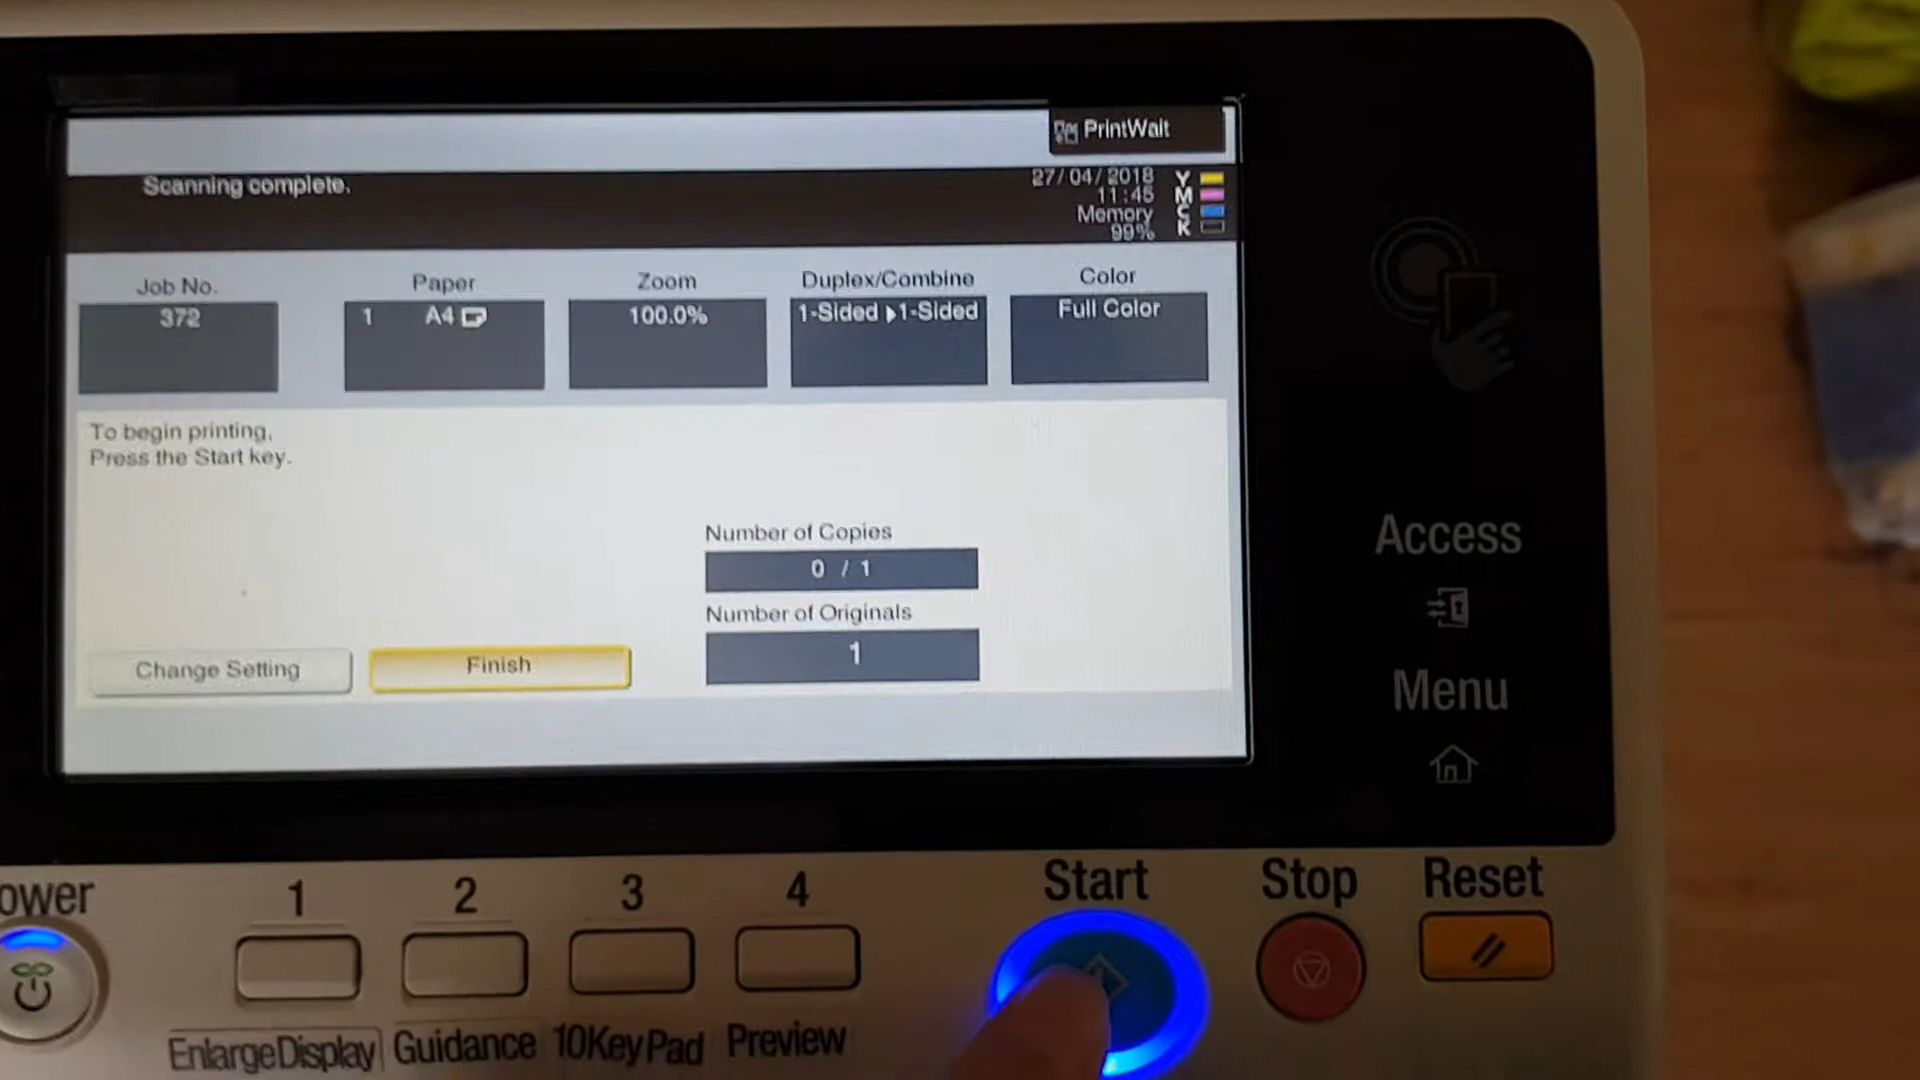 PrintWait
Scanning complete.
27/04/2018
11:45
Memory
99%
Y
M
C
K
Job No.
Paper
Zoom
Duplex/Combine
Color
372
1 A4
100.0%
1-Sided ▶1-Sided
Full Color
To begin printing,
Press the Start key.
Number of Copies
0 / 1
Number of Originals
1
Change Setting
Finish
Access
Menu
ower
1
2
3
4
Start
Stop
Reset
EnlargeDisplay
Guidance
10KeyPad
Preview